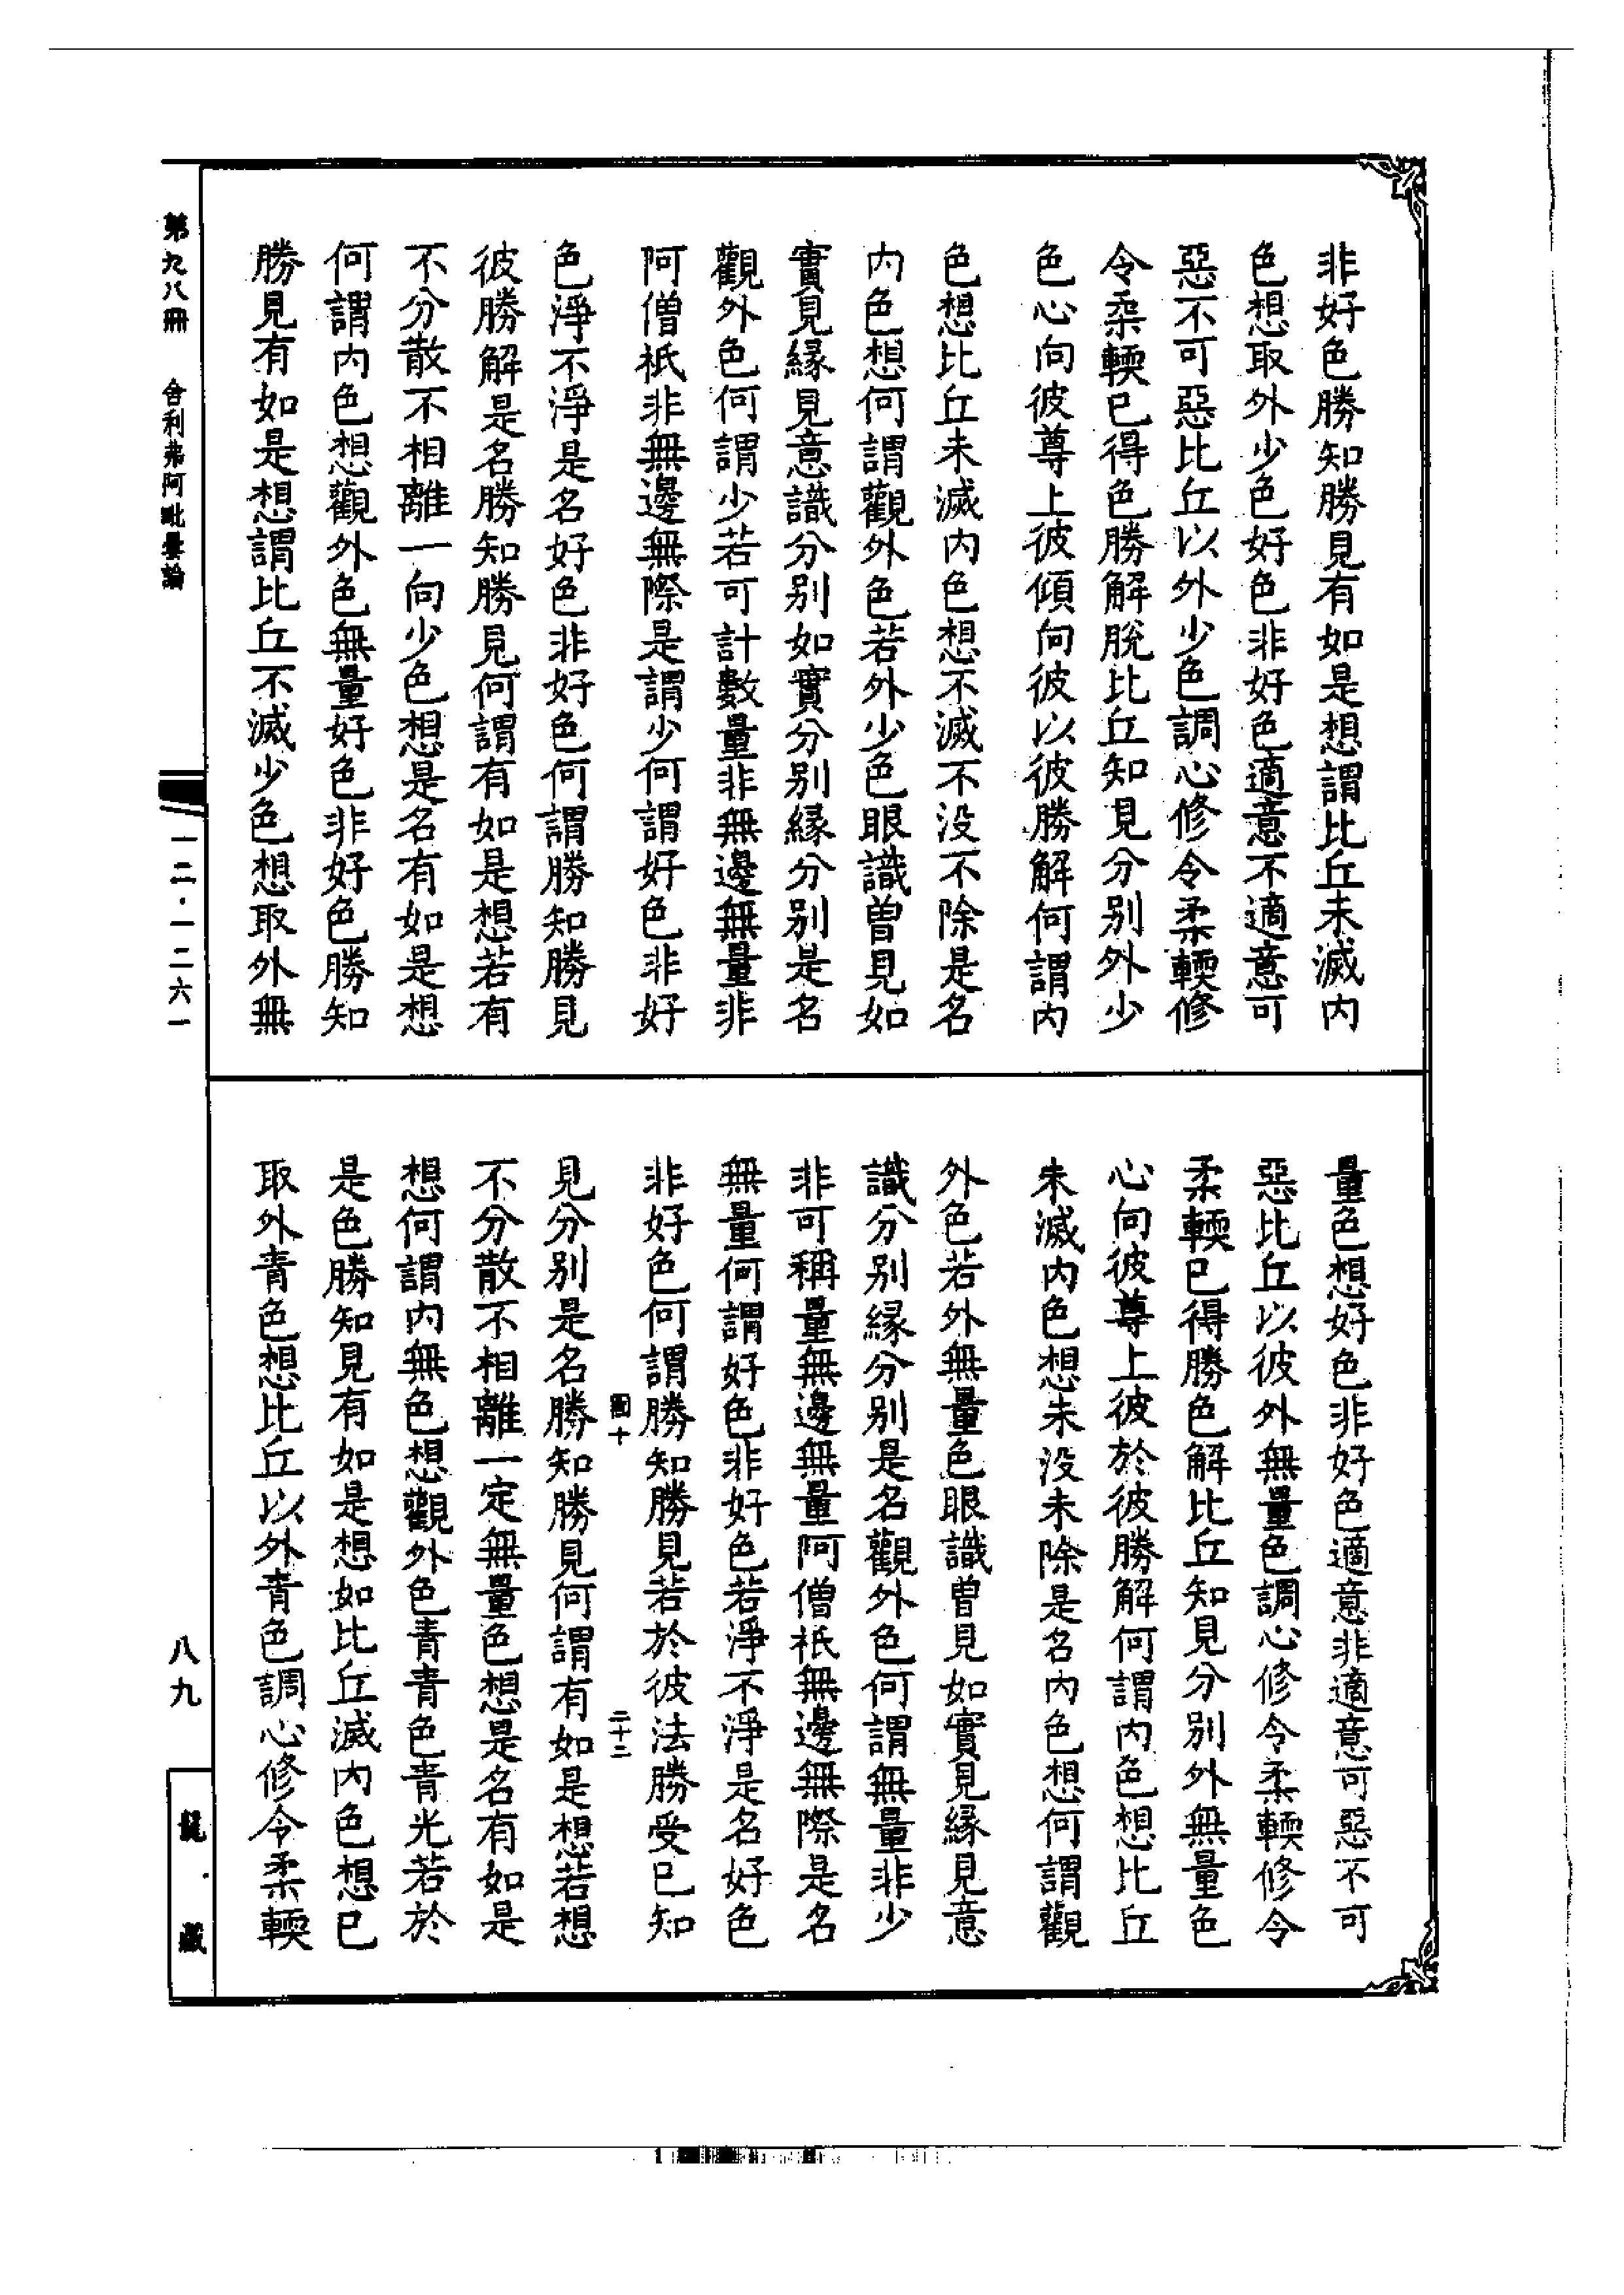 非好色勝知勝見有如是想謂比丘未滅内
色想取外少色好色非好色適意不適意可
惡不可惡比丘以外少色調心修令柔輭修
令柔輭已得色勝解脫比丘知見分别外少
色心向彼尊上彼傾向彼以彼勝解何謂内
色想比丘未滅内色想不滅不没不除是名
内色想何謂觀外色若外少色眼識曽見如
實見緣見意識分别如實分别緣分别是名
觀外色何謂少若可計數量非無邊無量非
阿僧祇非無邊無際是謂少何謂好色非好
色淨不淨是名好色非好色何謂勝知勝見
彼勝解是名勝知勝見何謂有如是想若有
不分散不相離一向少色想是名有如是想
何謂内色想觀外色無量好色非好色勝知
勝見有如是想謂比丘不滅少色想取外無
量色想好色非好色適意非適意可惡不可
惡比丘以彼外無量色調心修令柔輭修令
柔輭已得勝色解比丘知見分别外無量色
心向彼尊上彼於彼勝解何謂内色想比丘
未滅内色想未没未除是名内色想何謂觀
外色若外無量色眼識曽見如實見緣見意
識分别緣分别是名觀外色何謂無量非少
非可稱量無邊無量阿僧祇無邊無際是名
無量何謂好色非好色若淨不淨是名好色
非好色何謂勝知勝見若於彼法勝受已知
圖十 二十二
見分别是名勝知勝見何謂有如是想若想
不分散不相離一定無量色想是名有如是
想何謂内無色想觀外色青青色青光若於
是色勝知見有如是想如比丘滅内色想已
取外青色想比丘以外青色調心修令柔輭
第九八冊 舍利弗阿毗曇論 一二·一二六一 八九 龍·藏